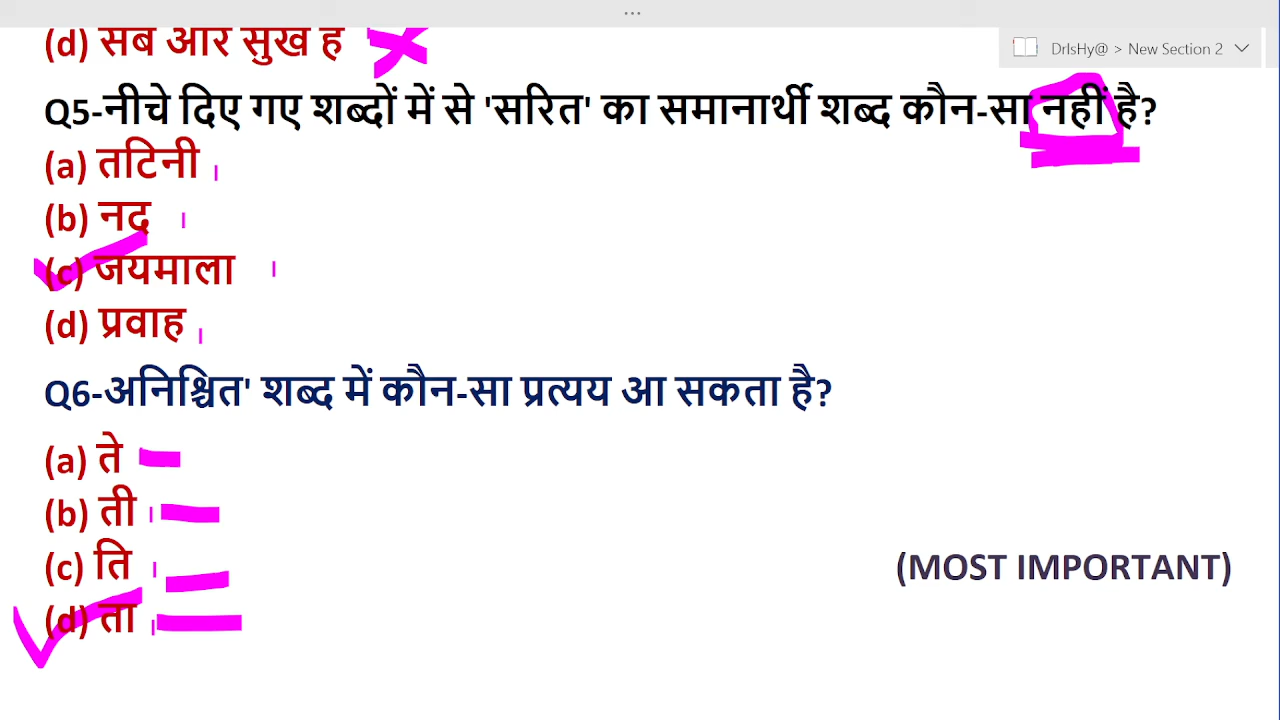 ...
(d) सब और सुख है
DrIsHy@ > New Section 2
Q5-नीचे दिए गए शब्दों में से 'सरित' का समानार्थी शब्द कौन-सा नहीं है?
(a) तटिनी
(b) नद
(c) जयमाला
(d) प्रवाह
Q6-अनिश्चित' शब्द में कौन-सा प्रत्यय आ सकता है?
(a) ते
(b) ती
(c) ति
(MOST IMPORTANT)
(d) ता